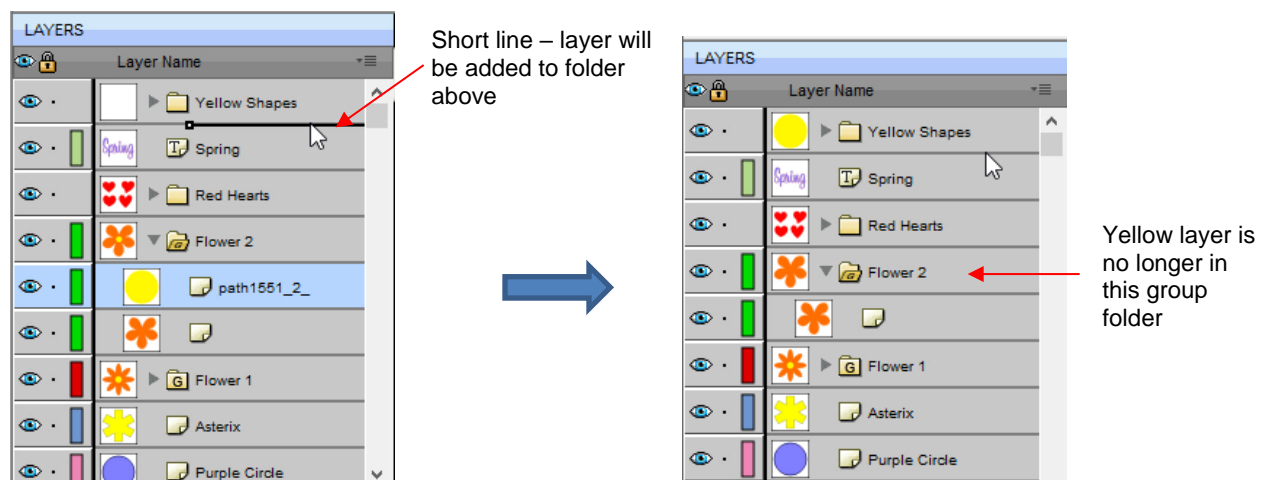 LAYERS
Layer Name
Yellow Shapes
Spring
T Spring
Red Hearts
G Flower 2
path1551_2_
G Flower 1
Asterix
Purple Circle
Short line – layer will
be added to folder
above
LAYERS
Layer Name
Yellow Shapes
Spring
T Spring
Red Hearts
G Flower 2
G Flower 1
Asterix
Purple Circle
Yellow layer is
no longer in
this group
folder